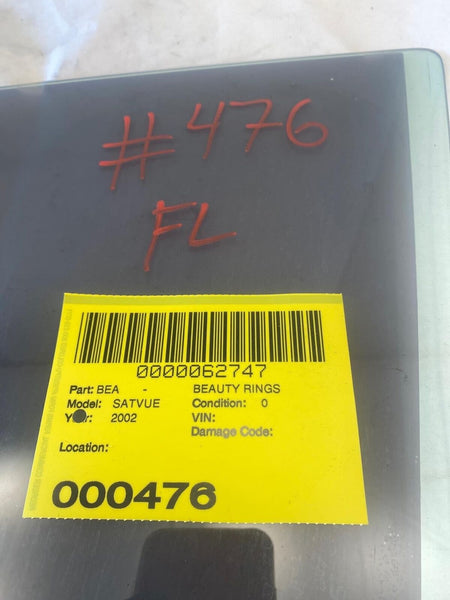 #476
FL
0000062747
Part: BEA - BEAUTY RINGS
Model: SATVUE Condition: 0
Year: 2002 VIN:
Damage Code:
Location:
000476